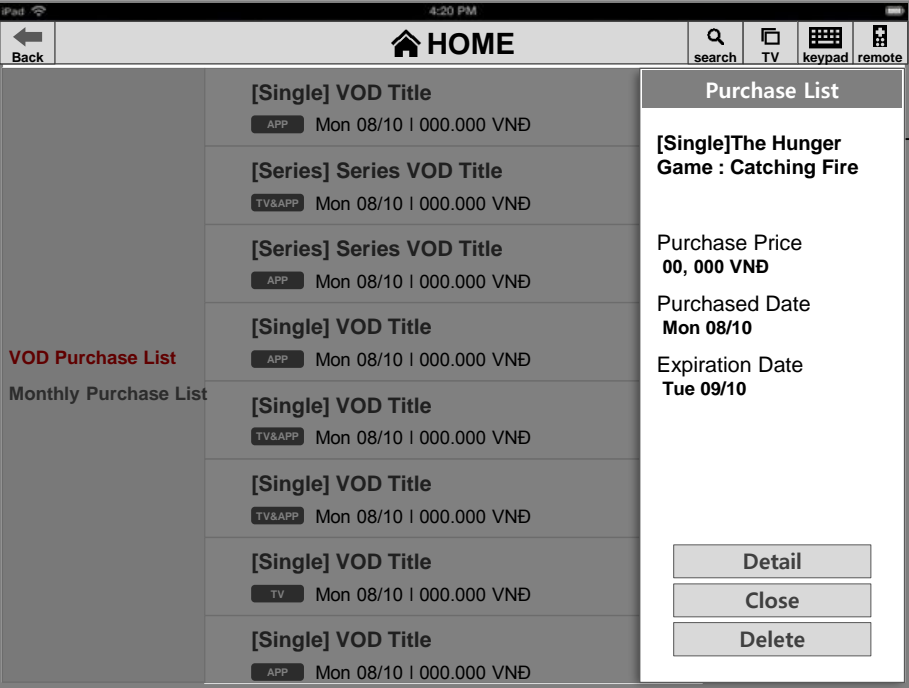 iPad 4:20 PM
Back
HOME
search TV keypad remote
VOD Purchase List
Monthly Purchase List
[Single] VOD Title
APP Mon 08/10 l 000.000 VNĐ
[Series] Series VOD Title
TV&APP Mon 08/10 l 000.000 VNĐ
[Series] Series VOD Title
APP Mon 08/10 l 000.000 VNĐ
[Single] VOD Title
APP Mon 08/10 l 000.000 VNĐ
[Single] VOD Title
TV&APP Mon 08/10 l 000.000 VNĐ
[Single] VOD Title
TV&APP Mon 08/10 l 000.000 VNĐ
[Single] VOD Title
TV Mon 08/10 l 000.000 VNĐ
[Single] VOD Title
APP Mon 08/10 l 000.000 VNĐ
Purchase List
[Single]The Hunger
Game : Catching Fire
Purchase Price
00, 000 VNĐ
Purchased Date
Mon 08/10
Expiration Date
Tue 09/10
Detail
Close
Delete